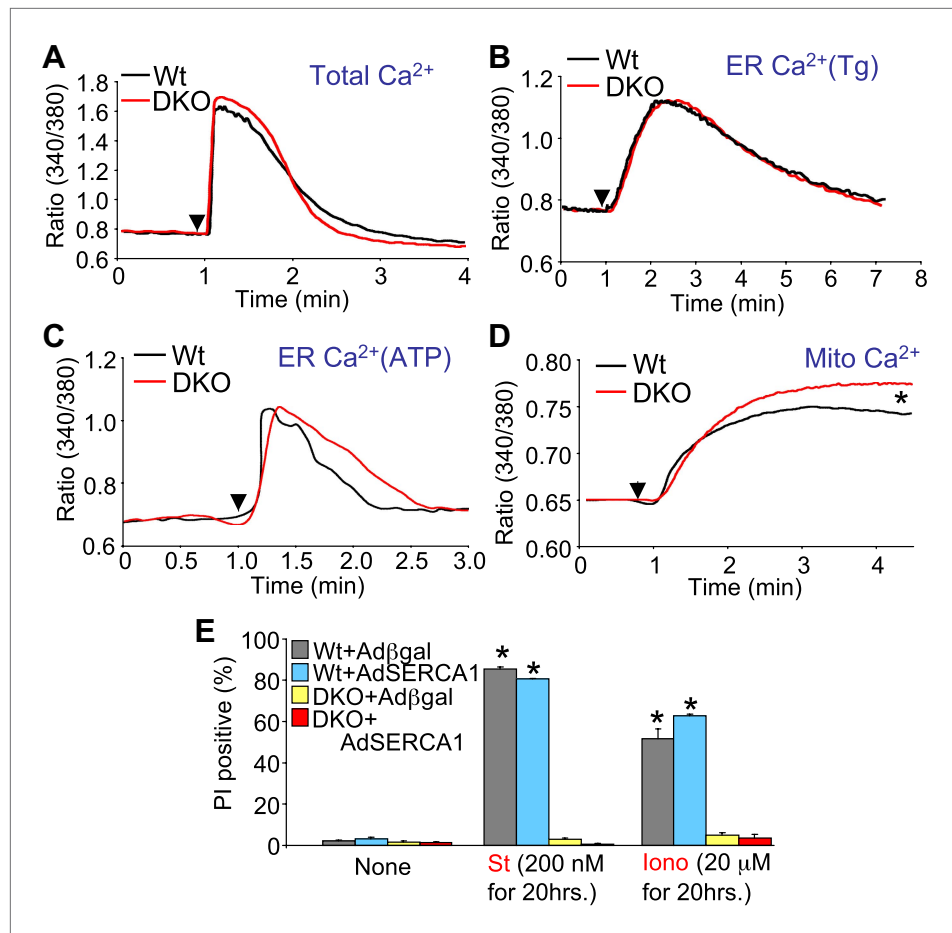 A
Wt
DKO
Total Ca²⁺
Ratio (340/380)
1.8
1.6
1.4
1.2
1.0
0.8
0.6
0
1
2
3
4
Time (min)
B
Wt
DKO
ER Ca²⁺(Tg)
Ratio (340/380)
1.2
1.0
0.8
0.6
0
1
2
3
4
5
6
7
8
Time (min)
C
Wt
DKO
ER Ca²⁺(ATP)
Ratio (340/380)
1.2
1.0
0.8
0.6
0
0.5
1.0
1.5
2.0
2.5
3.0
Time (min)
D
Wt
DKO
Mito Ca²⁺
*
Ratio (340/380)
0.80
0.75
0.70
0.65
0.60
0
1
2
3
4
Time (min)
E
Wt+Adβgal
Wt+AdSERCA1
DKO+Adβgal
DKO+
AdSERCA1
PI positive (%)
100
80
60
40
20
0
* *
* *
None
St (200 nM
for 20hrs.)
Iono (20 μM
for 20hrs.)